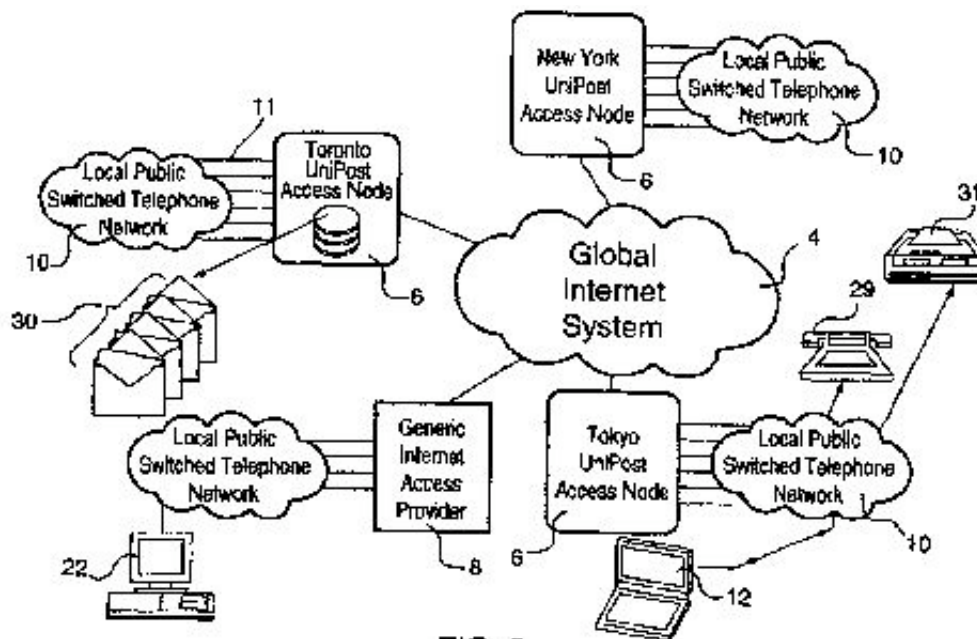 New York
UniPost
Access Node
6
Local Public
Switched Telephone
Network
10
11
Toronto
UniPost
Access Node
6
Local Public
Switched Telephone
Network
10
30
Global
Internet
System
4
31
29
Local Public
Switched Telephone
Network
22
Generic
Internet
Access
Provider
8
Tokyo
UniPost
Access Node
6
Local Public
Switched Telephone
Network
10
12